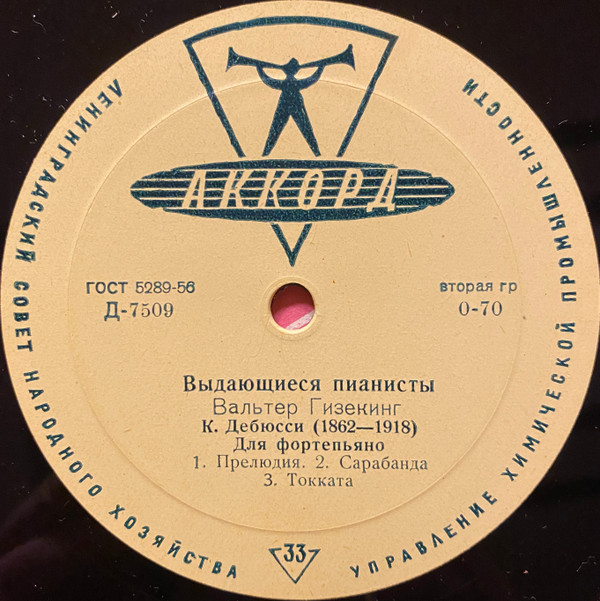 ЛЕНИНГРАДСКИЙ СОВЕТ НАРОДНОГО ХОЗЯЙСТВА
УПРАВЛЕНИЕ ХИМИЧЕСКОЙ ПРОМЫШЛЕННОСТИ
АККОРД
ГОСТ 5289-56
вторая гр
Д-7509
0-70
Выдающиеся пианисты
Вальтер Гизекинг
К. Дебюсси (1862—1918)
Для фортепьяно
1. Прелюдия. 2. Сарабанда
3. Токката
33